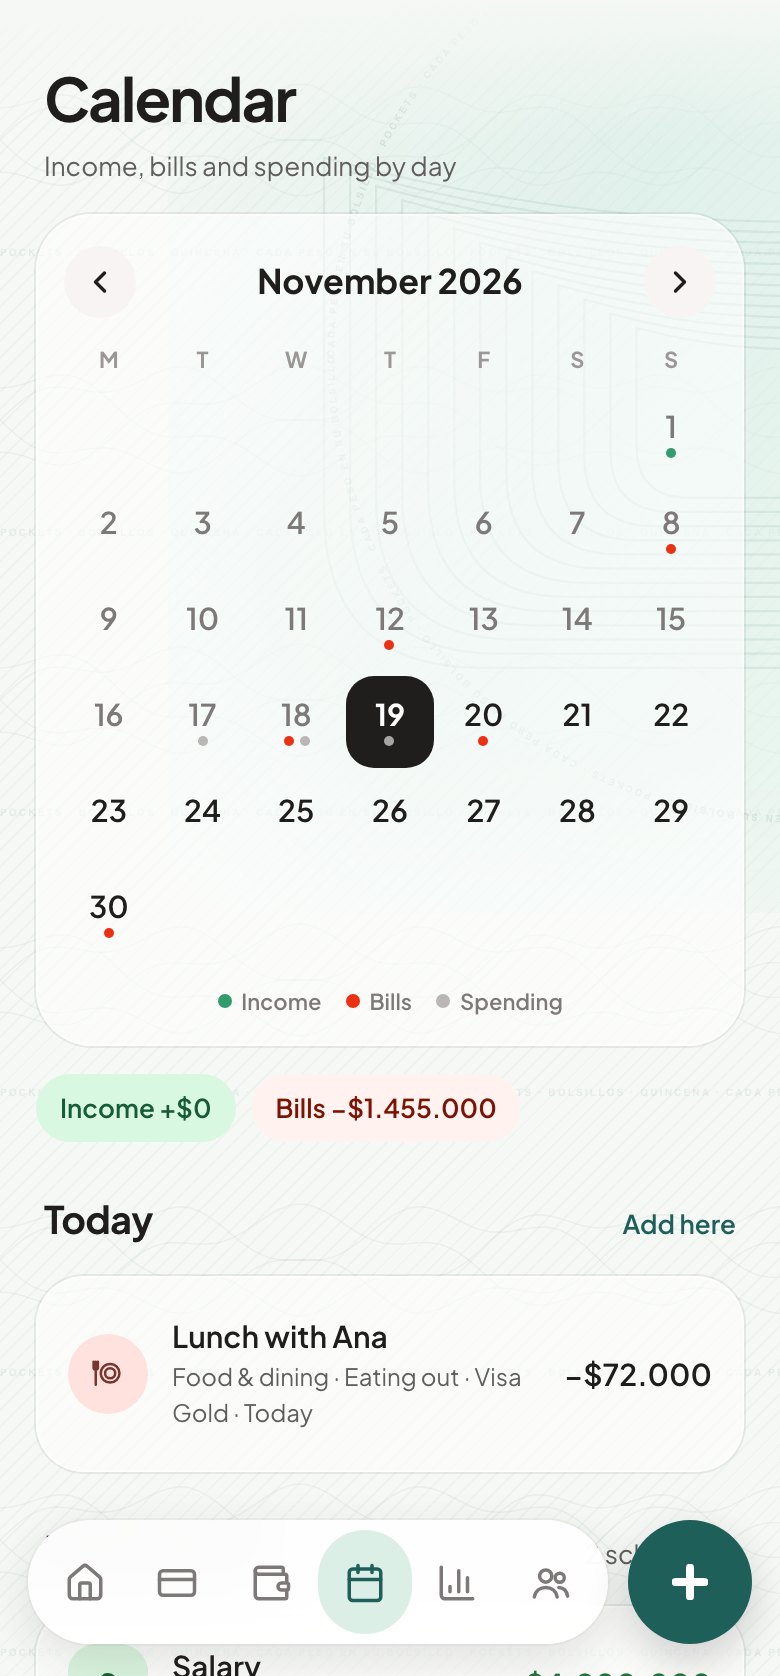 Calendar
Income, bills and spending by day
November 2026
M T W T F S S
1
2 3 4 5 6 7 8
9 10 11 12 13 14 15
16 17 18 19 20 21 22
23 24 25 26 27 28 29
30
Income Bills Spending
Income +$0 Bills −$1.455.000
Today Add here
Lunch with Ana
Food & dining · Eating out · Visa
Gold · Today
−$72.000
Salary